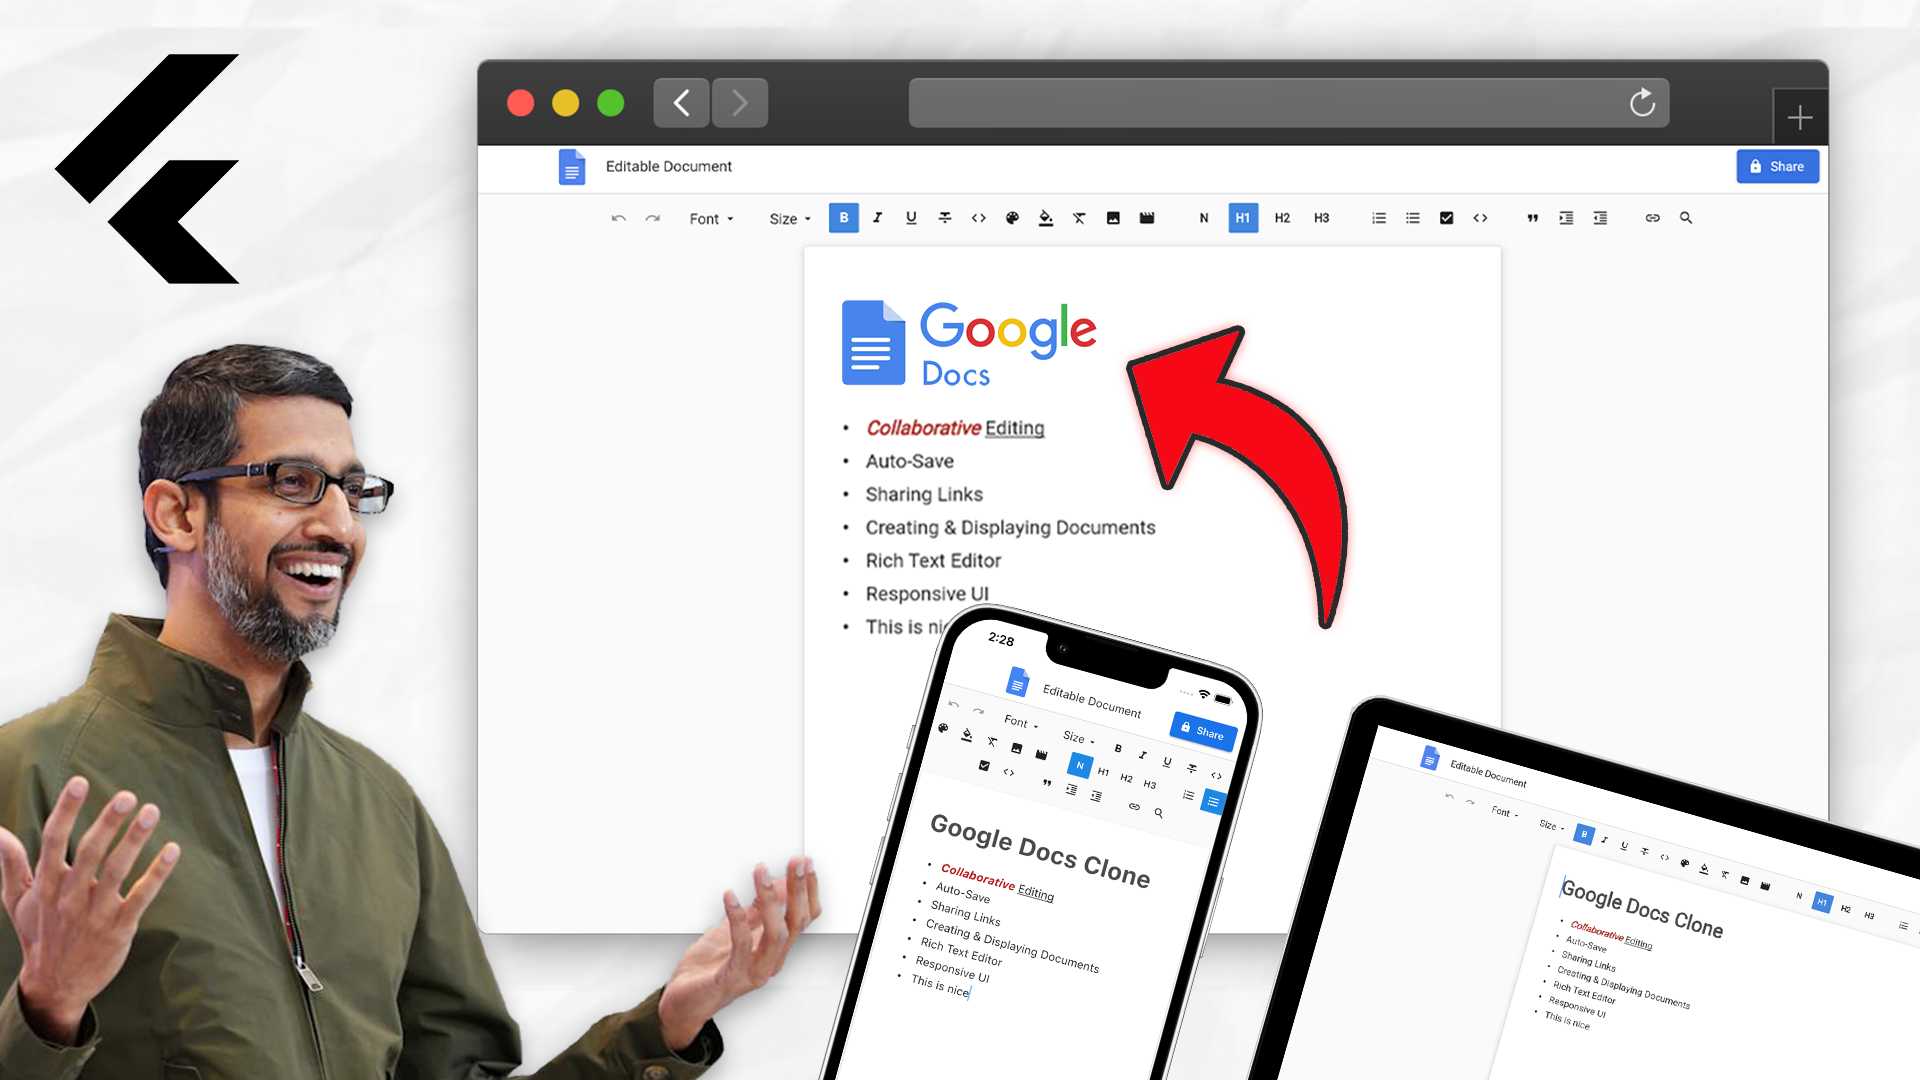 Editable Document
Share
Font
Size
B
I
U
N
H1
H2
H3
Google
Docs
• Collaborative Editing
• Auto-Save
• Sharing Links
• Creating & Displaying Documents
• Rich Text Editor
• Responsive UI
• This is nic
2:28
Editable Document
Share
Font
Size
B
I
U
N
H1
H2
H3
Google Docs Clone
• Collaborative Editing
• Auto-Save
• Sharing Links
• Creating & Displaying Documents
• Rich Text Editor
• Responsive UI
• This is nice
Editable Document
Font
Size
B
I
U
N
H1
H2
H3
Google Docs Clone
• Collaborative Editing
• Auto-Save
• Sharing Links
• Creating & Displaying Documents
• Rich Text Editor
• Responsive UI
• This is nice